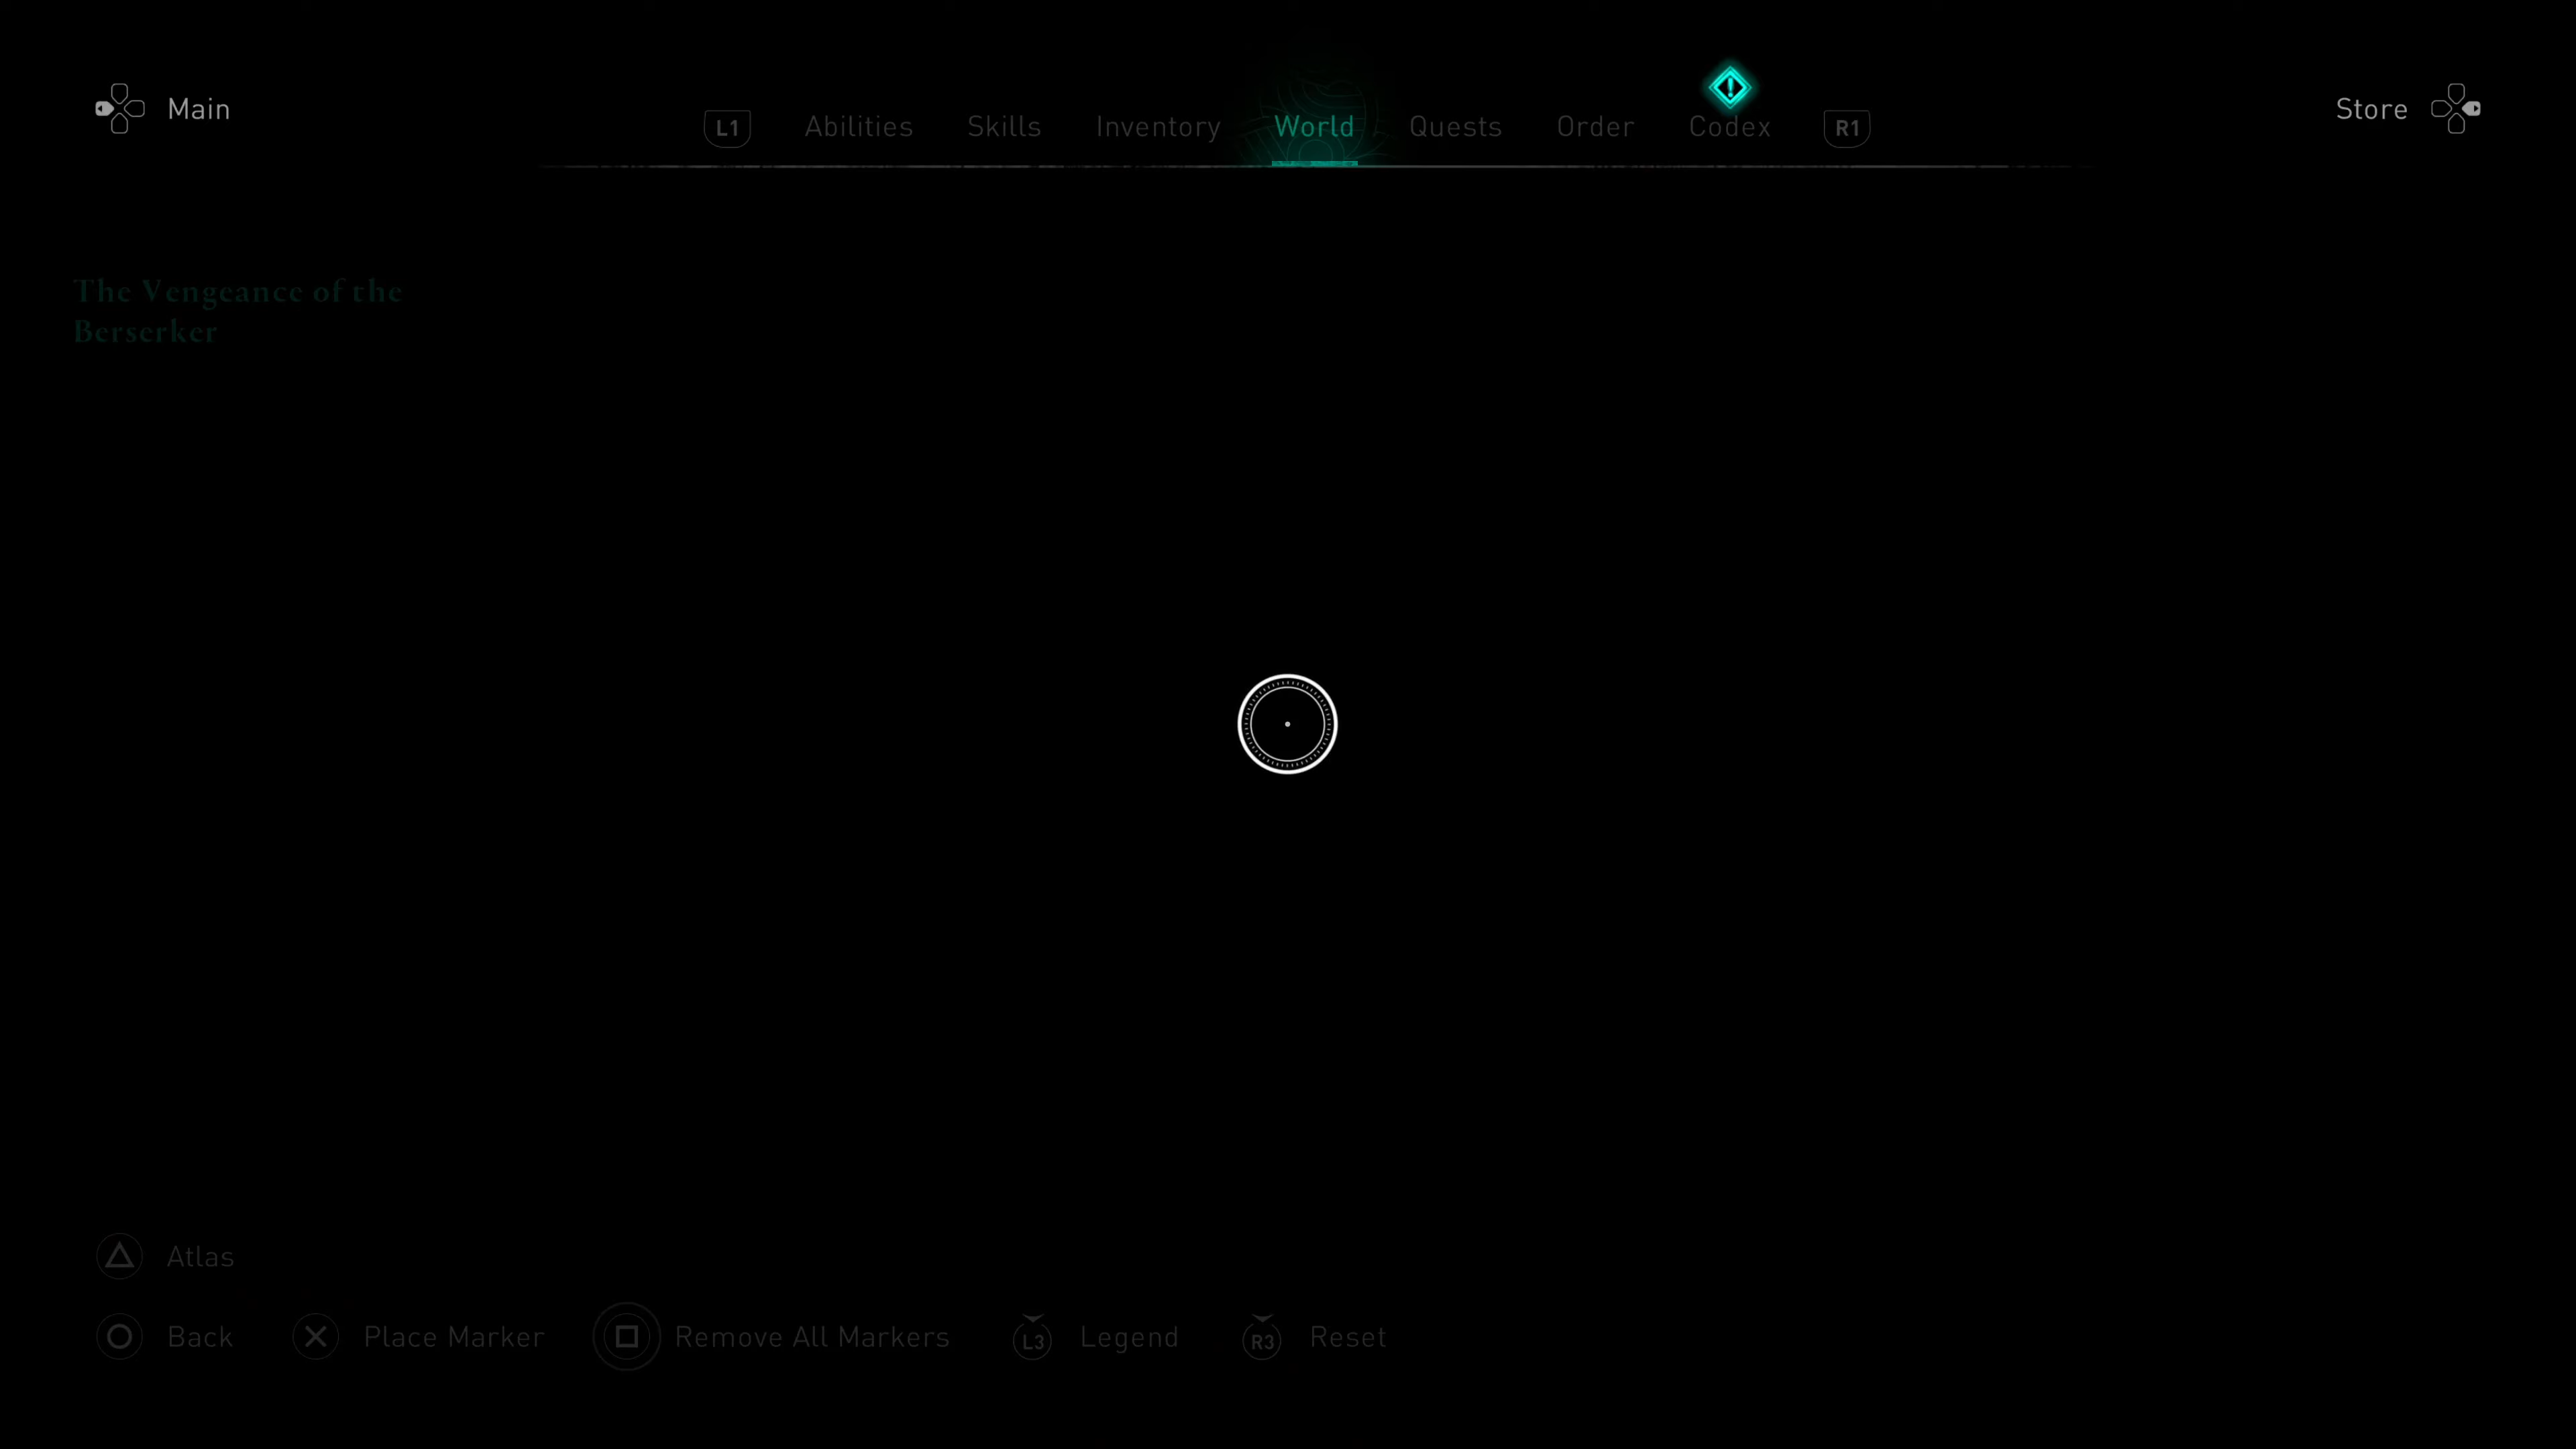 Main
L1 Abilities Skills Inventory World Quests Order Codex R1
Store
The Vengeance of the
Berserker
Atlas
Back Place Marker Remove All Markers L3 Legend R3 Reset